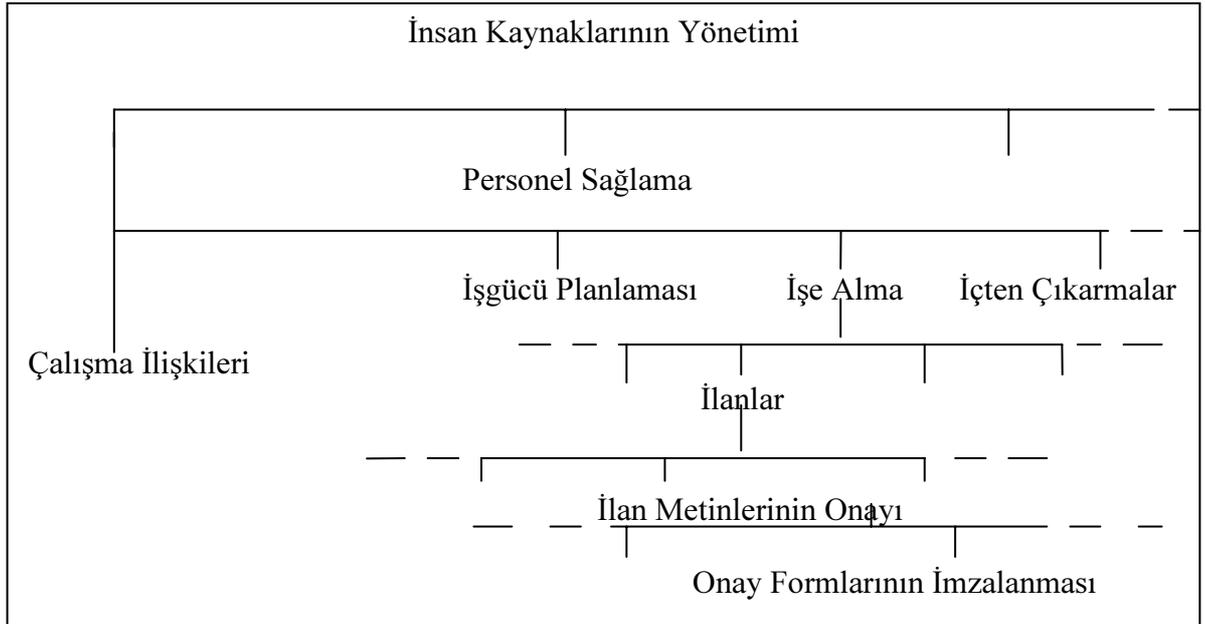 İnsan Kaynaklarının Yönetimi
Personel Sağlama
İşgücü Planlaması İşe Alma İçten Çıkarmalar
Çalışma İlişkileri
İlanlar
İlan Metinlerinin Onayı
Onay Formlarının İmzalanması